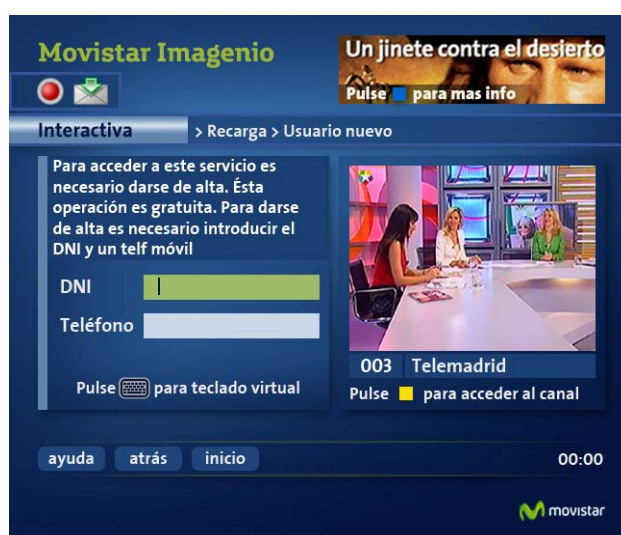 Movistar Imagenio
Un jinete contra el desierto
Pulse para mas info
Interactiva
> Recarga > Usuario nuevo
Para acceder a este servicio es
necesario darse de alta. Ésta
operación es gratuita. Para darse
de alta es necesario introducir el
DNI y un telf móvil
DNI
Teléfono
Pulse para teclado virtual
003 Telemadrid
Pulse para acceder al canal
ayuda atrás inicio
00:00
movistar